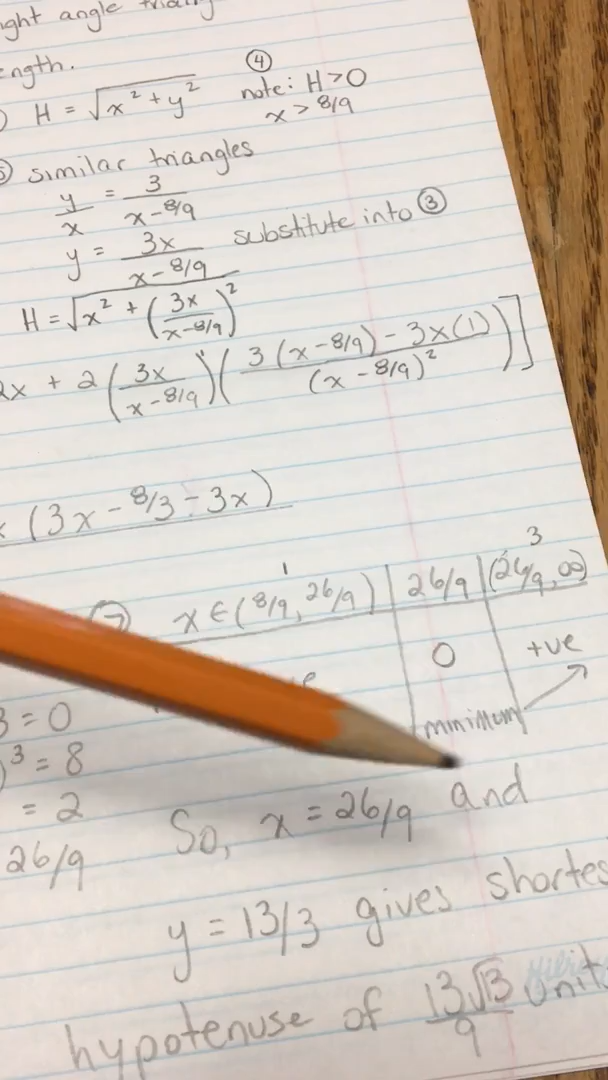 ght angle
ength.
④
H = √(x² + y²) note: H > 0
x > 8/9
similar triangles
y/x = 3/(x - 8/9)
y = 3x/(x - 8/9) substitute into ③
H = √(x² + (3x/(x-8/9))²)
2x + 2(3x/(x-8/9))(3(x-8/9) - 3x(1)/(x-8/9)²)]
(3x - 8/3 - 3x)
1 3
x ∈ (8/9, 26/9) | 26/9 | (26/9, ∞)
0 +ve
minimum ↗
3 = 0
)³ = 8
= 2
26/9
So, x = 26/9 and
y = 13/3 gives shortes
hypotenuse of 13√13/9 unit